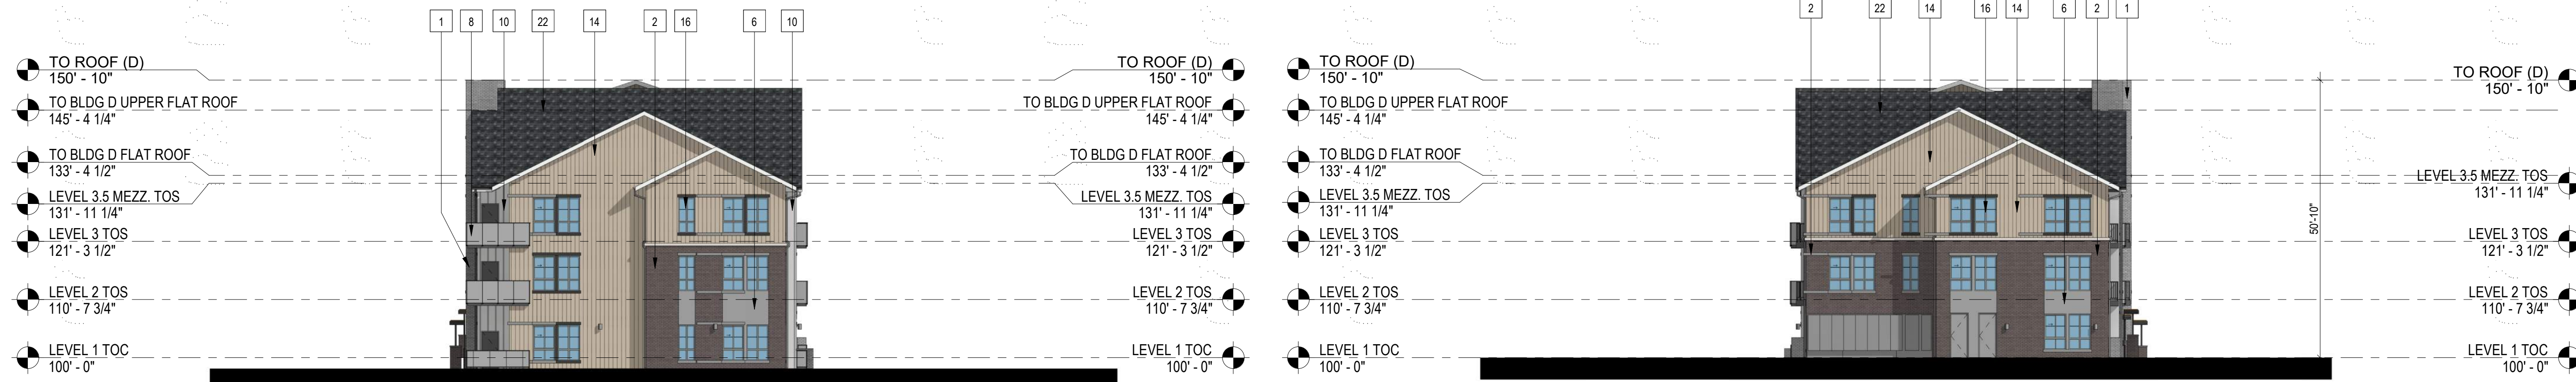 1 8 10 22 14 2 16 6 10
TO ROOF (D)
150' - 10"
TO BLDG D UPPER FLAT ROOF
145' - 4 1/4"
TO BLDG D FLAT ROOF
133' - 4 1/2"
LEVEL 3.5 MEZZ. TOS
131' - 11 1/4"
LEVEL 3 TOS
121' - 3 1/2"
LEVEL 2 TOS
110' - 7 3/4"
LEVEL 1 TOC
100' - 0"
TO ROOF (D)
150' - 10"
TO BLDG D UPPER FLAT ROOF
145' - 4 1/4"
TO BLDG D FLAT ROOF
133' - 4 1/2"
LEVEL 3.5 MEZZ. TOS
131' - 11 1/4"
LEVEL 3 TOS
121' - 3 1/2"
LEVEL 2 TOS
110' - 7 3/4"
LEVEL 1 TOC
100' - 0"
2 22 14 16 14 6 2 1
TO ROOF (D)
150' - 10"
TO BLDG D UPPER FLAT ROOF
145' - 4 1/4"
TO BLDG D FLAT ROOF
133' - 4 1/2"
LEVEL 3.5 MEZZ. TOS
131' - 11 1/4"
LEVEL 3 TOS
121' - 3 1/2"
LEVEL 2 TOS
110' - 7 3/4"
LEVEL 1 TOC
100' - 0"
50'-10"
TO ROOF (D)
150' - 10"
LEVEL 3.5 MEZZ. TOS
131' - 11 1/4"
LEVEL 3 TOS
121' - 3 1/2"
LEVEL 2 TOS
110' - 7 3/4"
LEVEL 1 TOC
100' - 0"